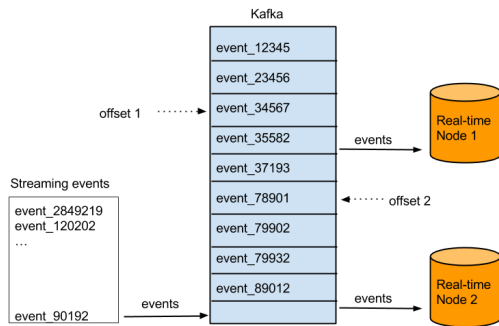 Kafka
event_12345
event_23456
offset 1
event_34567
event_35582
events
Real-time
Node 1
event_37193
Streaming events
event_2849219
event_120202
...
event_90192
event_78901
offset 2
event_79902
event_79932
event_89012
events
events
Real-time
Node 2